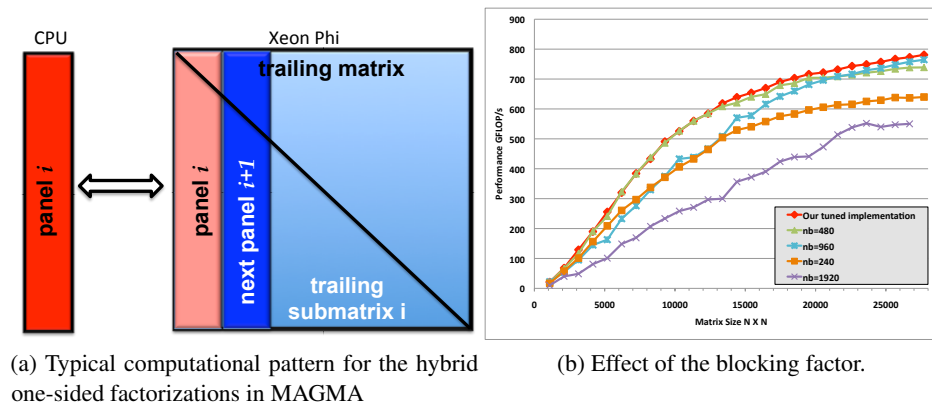 CPU
Xeon Phi
panel i
panel i
next panel i+1
trailing matrix
trailing
submatrix i
(a) Typical computational pattern for the hybrid
one-sided factorizations in MAGMA
900
800
700
600
500
400
300
200
100
0
Performance GFLOP/s
0
5000
10000
15000
20000
25000
Matrix Size N X N
Our tuned implementation
nb=480
nb=960
nb=240
nb=1920
(b) Effect of the blocking factor.